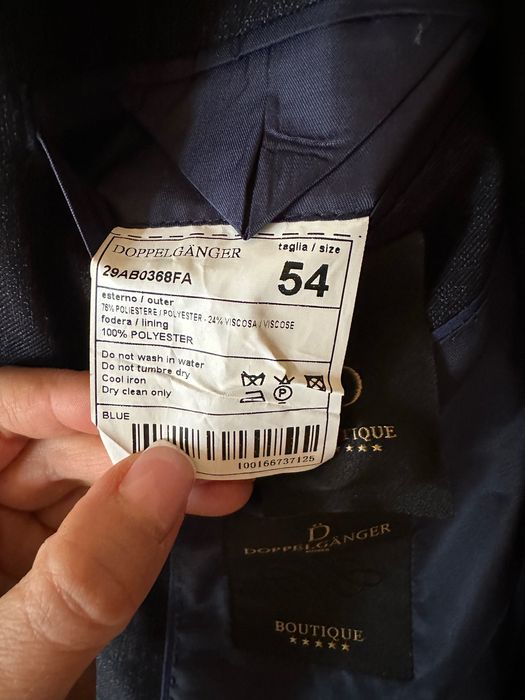 DOPPELGÄNGER
taglia / size
29AB0368FA
54
esterno / outer
76% POLIESTERE / POLYESTER - 24% VISCOSA / VISCOSE
fodera / lining
100% POLYESTER
Do not wash in water
Do not tumbre dry
Cool iron
Dry clean only
P
BLUE
100166737125
TIQUE
DOPPELGÄNGER
BOUTIQUE